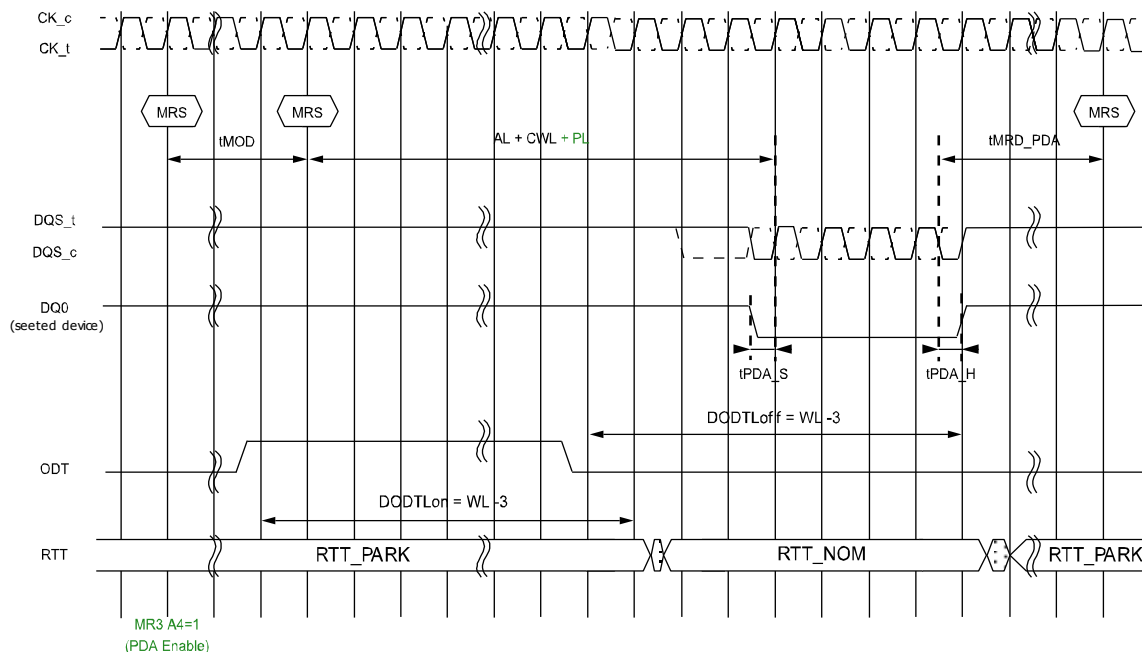 CK_c
CK_t
MRS
MRS
MRS
tMOD
AL + CWL + PL
tMRD_PDA
DQS_t
DQS_c
DQ0
(seeted device)
tPDA_S
tPDA_H
DODTLoff = WL -3
ODT
DODTLon = WL -3
RTT
RTT_PARK
RTT_NOM
RTT_PARK
MR3 A4=1
(PDA Enable)